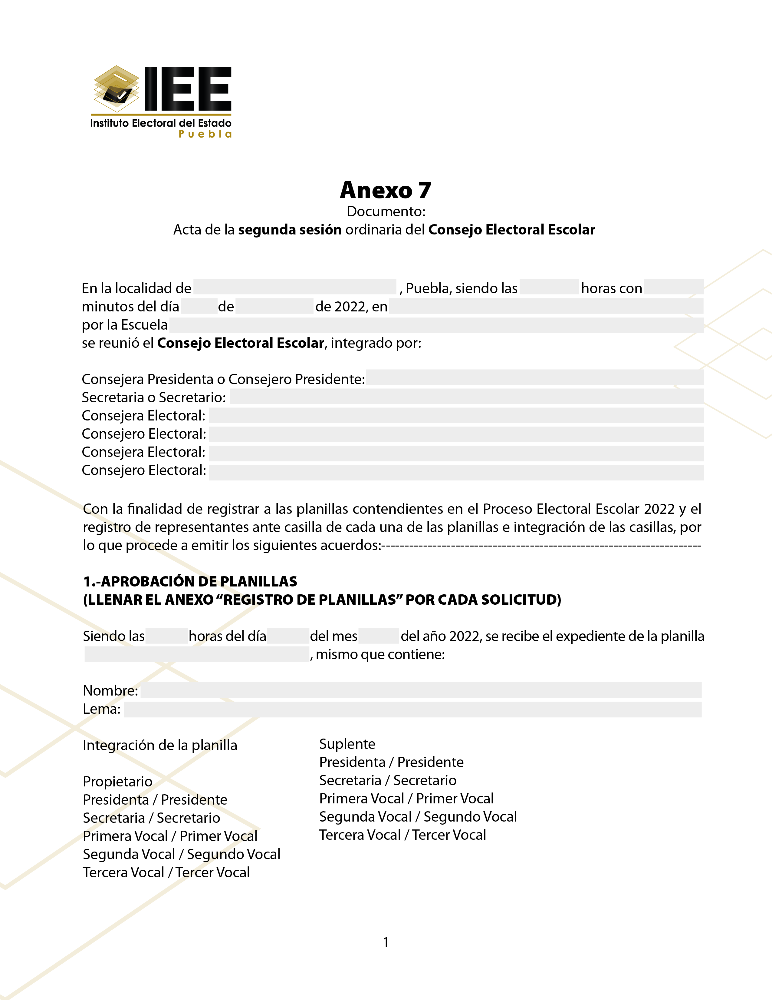 IEE
Instituto Electoral del Estado
Puebla
Anexo 7
Documento:
Acta de la segunda sesión ordinaria del Consejo Electoral Escolar
En la localidad de , Puebla, siendo las horas con
minutos del día de de 2022, en
por la Escuela
se reunió el Consejo Electoral Escolar, integrado por:
Consejera Presidenta o Consejero Presidente:
Secretaria o Secretario:
Consejera Electoral:
Consejero Electoral:
Consejera Electoral:
Consejero Electoral:
Con la finalidad de registrar a las planillas contendientes en el Proceso Electoral Escolar 2022 y el
registro de representantes ante casilla de cada una de las planillas e integración de las casillas, por
lo que procede a emitir los siguientes acuerdos:----------------------------------------------------------------------
1.-APROBACIÓN DE PLANILLAS
(LLENAR EL ANEXO “REGISTRO DE PLANILLAS” POR CADA SOLICITUD)
Siendo las horas del día del mes del año 2022, se recibe el expediente de la planilla
, mismo que contiene:
Nombre:
Lema:
Integración de la planilla
Propietario
Presidenta / Presidente
Secretaria / Secretario
Primera Vocal / Primer Vocal
Segunda Vocal / Segundo Vocal
Tercera Vocal / Tercer Vocal
Suplente
Presidenta / Presidente
Secretaria / Secretario
Primera Vocal / Primer Vocal
Segunda Vocal / Segundo Vocal
Tercera Vocal / Tercer Vocal
1